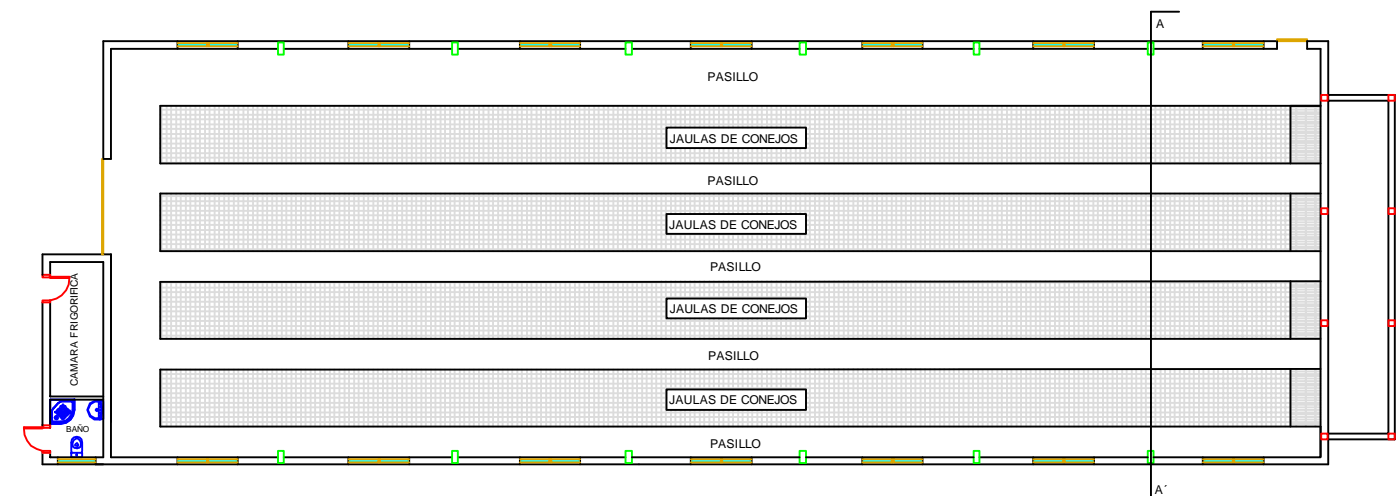 A
PASILLO
JAULAS DE CONEJOS
PASILLO
JAULAS DE CONEJOS
PASILLO
JAULAS DE CONEJOS
PASILLO
JAULAS DE CONEJOS
PASILLO
CAMARA FRIGORIFICA
BAÑO
A´